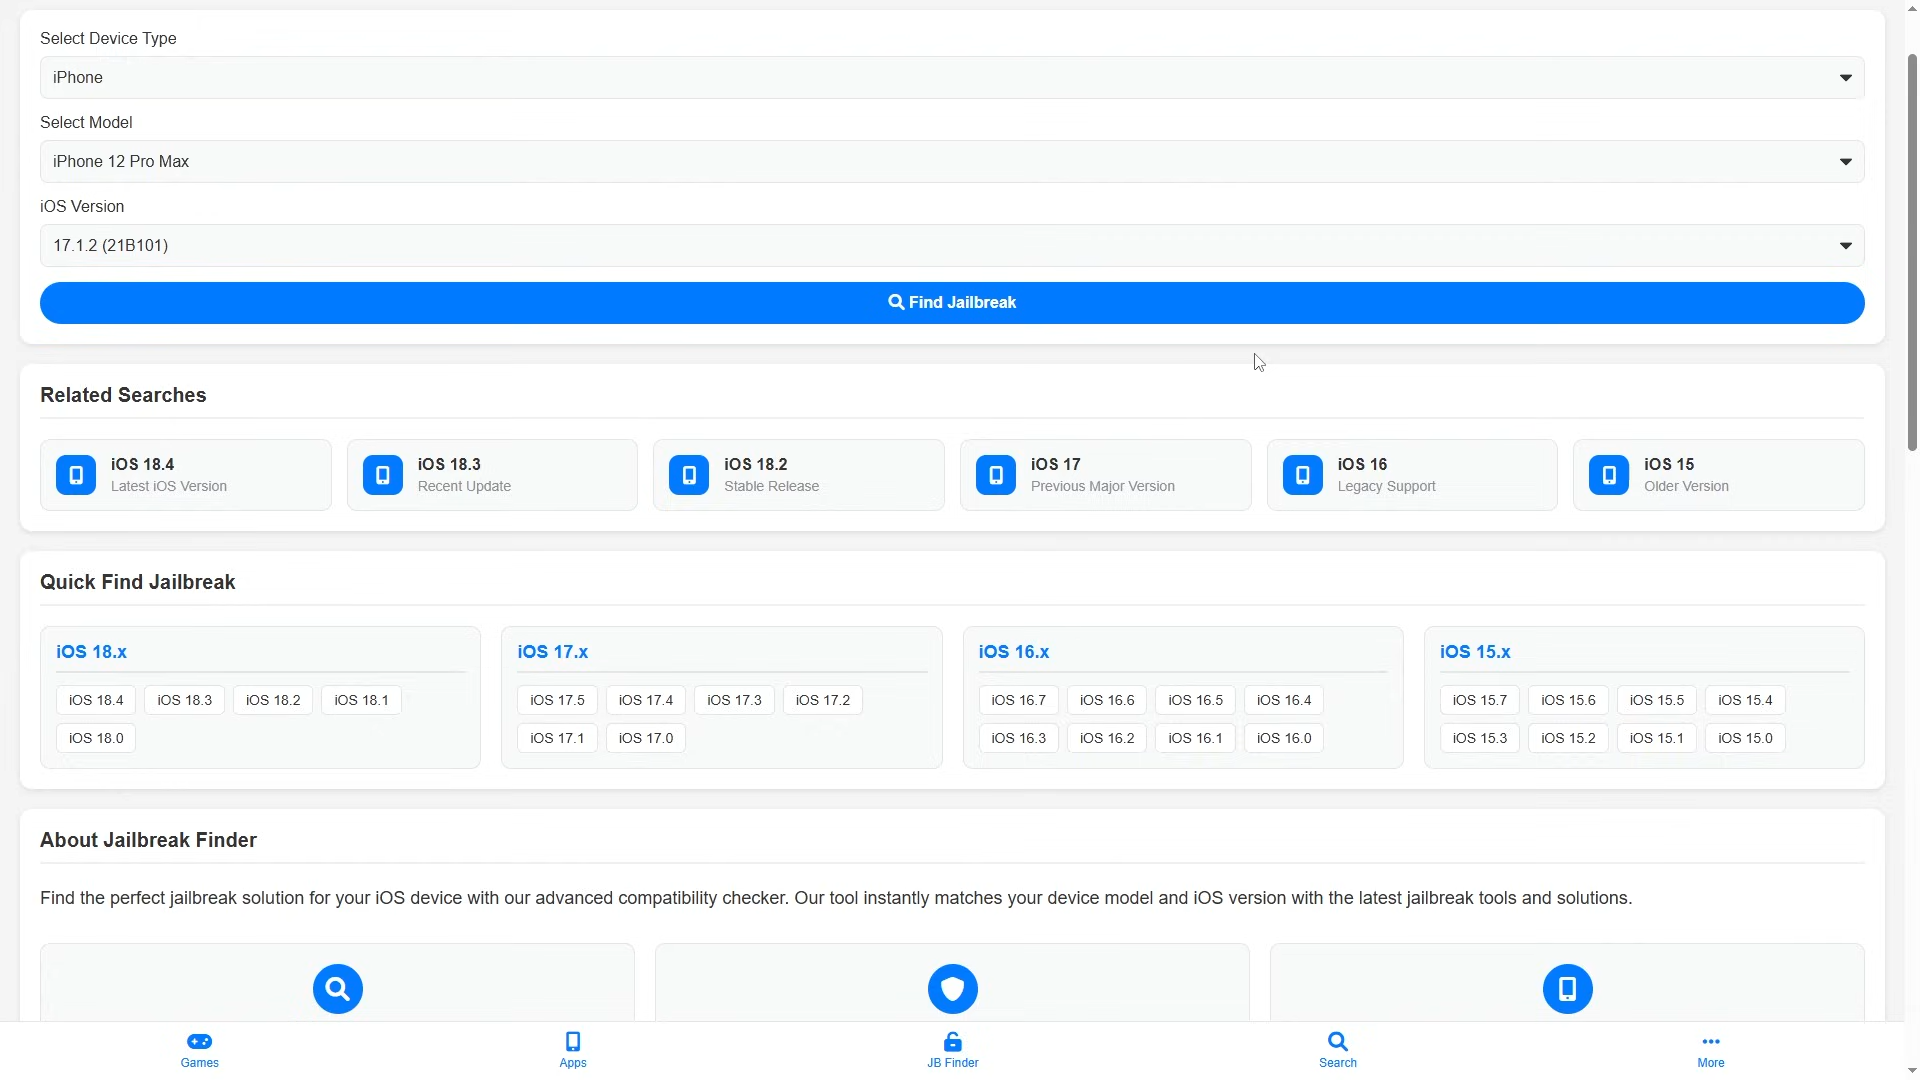 Select Device Type
iPhone
Select Model
iPhone 12 Pro Max
iOS Version
17.1.2 (21B101)
Find Jailbreak
Related Searches
iOS 18.4
Latest iOS Version
iOS 18.3
Recent Update
iOS 18.2
Stable Release
iOS 17
Previous Major Version
iOS 16
Legacy Support
iOS 15
Older Version
Quick Find Jailbreak
iOS 18.x
iOS 18.4 iOS 18.3 iOS 18.2 iOS 18.1
iOS 18.0
iOS 17.x
iOS 17.5 iOS 17.4 iOS 17.3 iOS 17.2
iOS 17.1 iOS 17.0
iOS 16.x
iOS 16.7 iOS 16.6 iOS 16.5 iOS 16.4
iOS 16.3 iOS 16.2 iOS 16.1 iOS 16.0
iOS 15.x
iOS 15.7 iOS 15.6 iOS 15.5 iOS 15.4
iOS 15.3 iOS 15.2 iOS 15.1 iOS 15.0
About Jailbreak Finder
Find the perfect jailbreak solution for your iOS device with our advanced compatibility checker. Our tool instantly matches your device model and iOS version with the latest jailbreak tools and solutions.
Games
Apps
JB Finder
Search
More